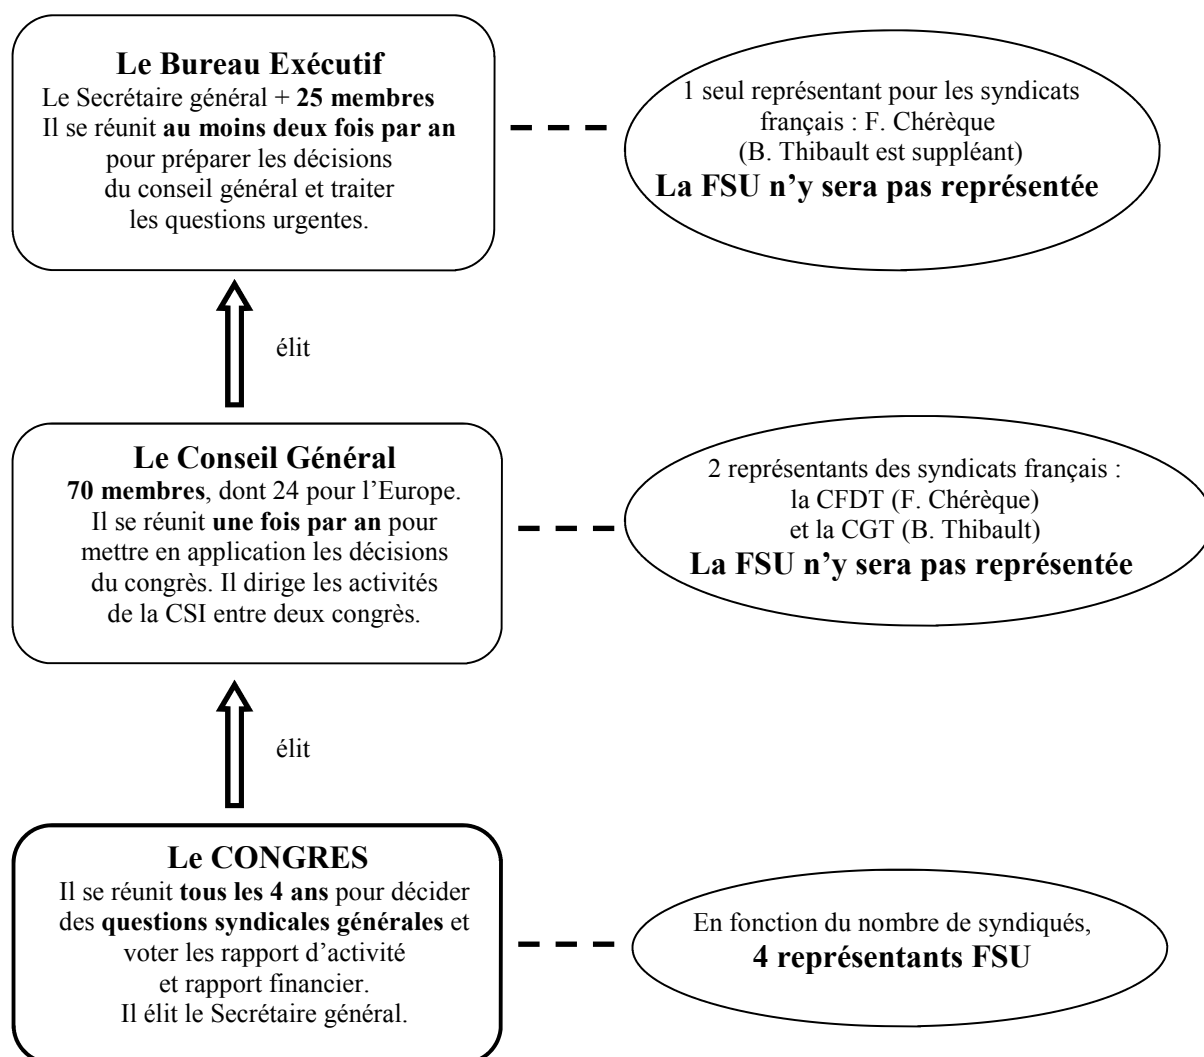 Le Bureau Exécutif
Le Secrétaire général + 25 membres
Il se réunit au moins deux fois par an
pour préparer les décisions
du conseil général et traiter
les questions urgentes.
1 seul représentant pour les syndicats
français : F. Chérèque
(B. Thibault est suppléant)
La FSU n’y sera pas représentée
élit
Le Conseil Général
70 membres, dont 24 pour l’Europe.
Il se réunit une fois par an pour
mettre en application les décisions
du congrès. Il dirige les activités
de la CSI entre deux congrès.
2 représentants des syndicats français :
la CFDT (F. Chérèque)
et la CGT (B. Thibault)
La FSU n’y sera pas représentée
élit
Le CONGRES
Il se réunit tous les 4 ans pour décider
des questions syndicales générales et
voter les rapport d’activité
et rapport financier.
Il élit le Secrétaire général.
En fonction du nombre de syndiqués,
4 représentants FSU